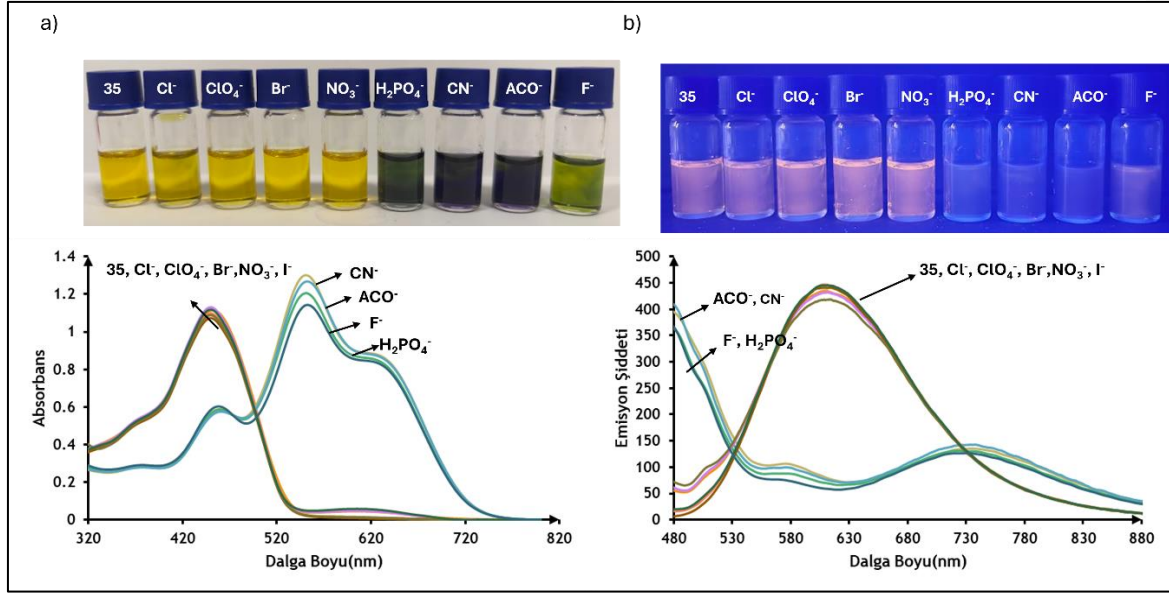 a)
35 Cl⁻ ClO₄⁻ Br⁻ NO₃⁻ H₂PO₄⁻ CN⁻ ACO⁻ F⁻
b)
35 Cl⁻ ClO₄⁻ Br⁻ NO₃⁻ H₂PO₄⁻ CN⁻ ACO⁻ F⁻
Absorbans
1.4
1.2
1
0.8
0.6
0.4
0.2
0
35, Cl⁻, ClO₄⁻, Br⁻,NO₃⁻, I⁻
CN⁻
ACO⁻
F⁻
H₂PO₄⁻
320 420 520 620 720 820
Dalga Boyu(nm)
Emisyon Şiddeti
500
450
400
350
300
250
200
150
100
50
0
35, Cl⁻, ClO₄⁻, Br⁻,NO₃⁻, I⁻
ACO⁻, CN⁻
F⁻, H₂PO₄⁻
480 530 580 630 680 730 780 830 880
Dalga Boyu(nm)